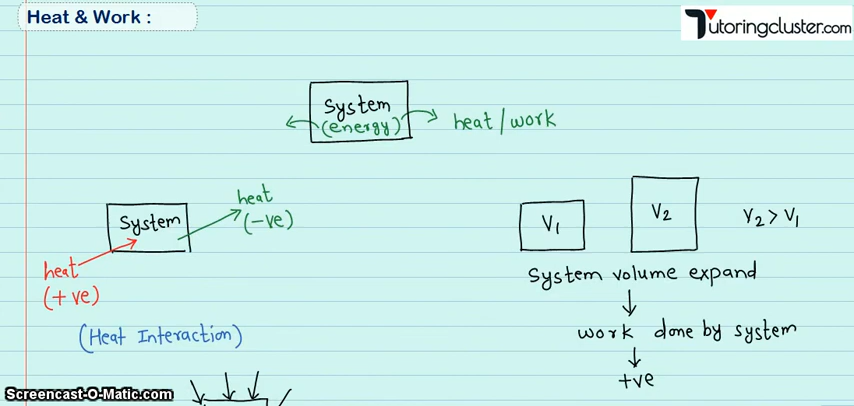 Heat & Work :
Tutoringcluster.com
System
(energy)
heat/work
heat
(-ve)
System
heat
(+ve)
(Heat Interaction)
V1
V2
V2 > V1
System volume expand
work done by system
+ve
Screencast-O-Matic.com